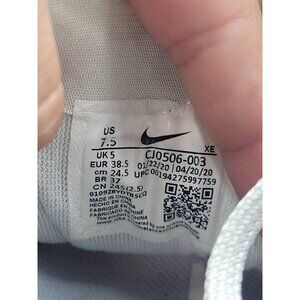 US
7.5
XE
UK 5
CJ0506-003
EUR 38.5
01/22/20 04/20/20
cm 24.5
UPC 00194275997759
BR 37
CN 245(2.5)
MADE IN CHINA
HECHO EN CHINA
FABRIQUE EN CHINE
FABRICADO NA CHINA